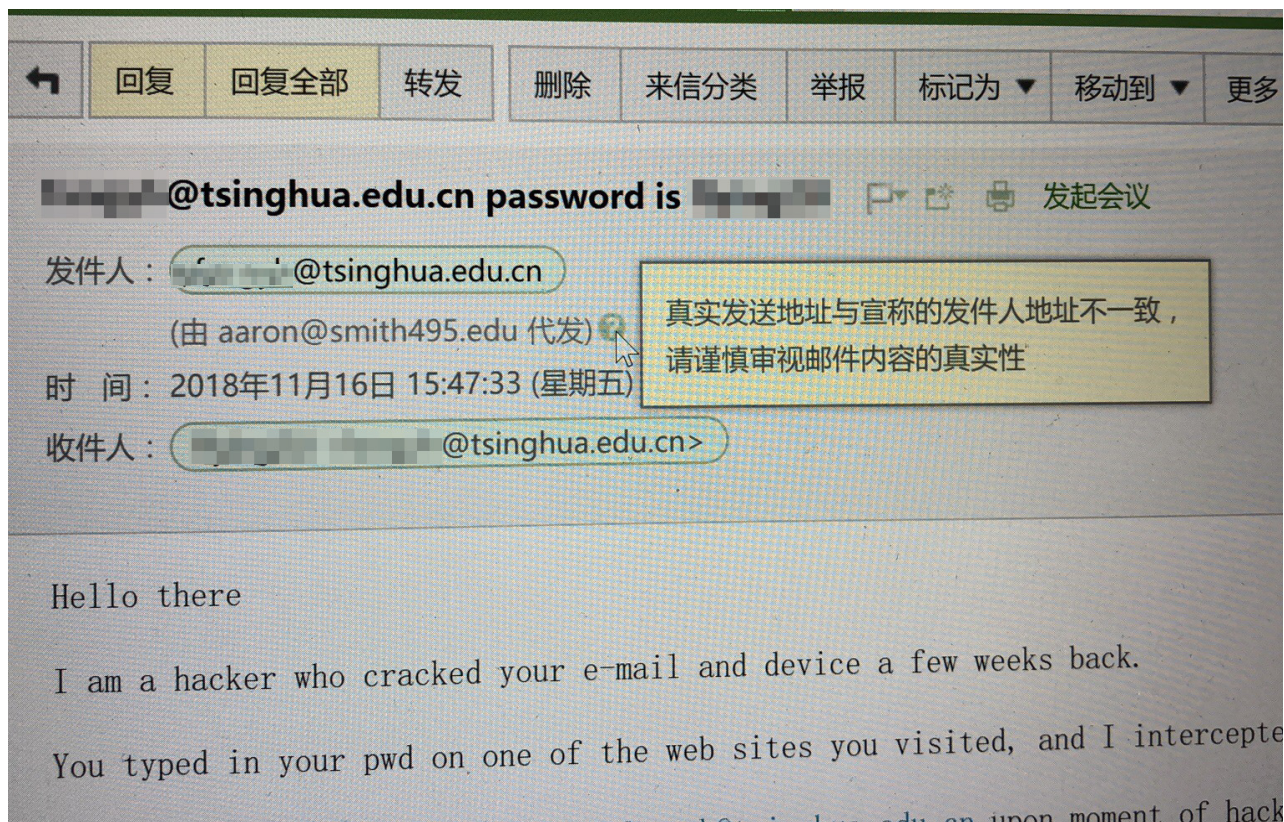 回复 回复全部 转发 删除 来信分类 举报 标记为 移动到 更多
@tsinghua.edu.cn password is 发起会议
发件人： @tsinghua.edu.cn
(由 aaron@smith495.edu 代发)
真实发送地址与宣称的发件人地址不一致，
请谨慎审视邮件内容的真实性
时 间： 2018年11月16日 15:47:33 (星期五)
收件人： @tsinghua.edu.cn>
Hello there
I am a hacker who cracked your e-mail and device a few weeks back.
You typed in your pwd on one of the web sites you visited, and I intercepte
upon moment of hack